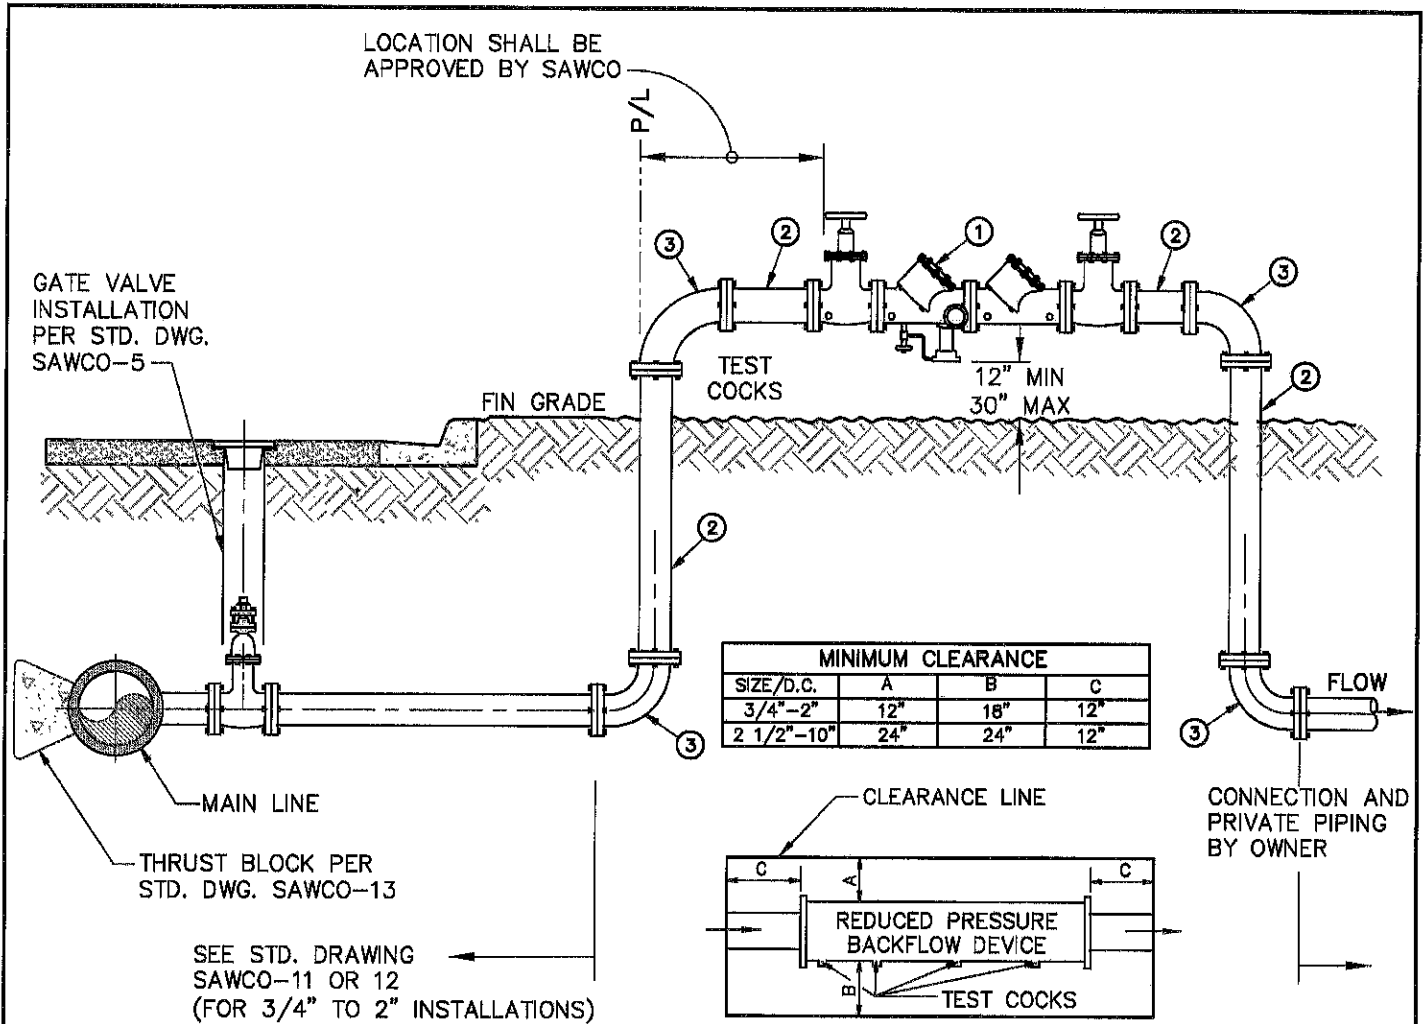 LOCATION SHALL BE
APPROVED BY SAWCO
P/L
3
2
1
2
3
GATE VALVE
INSTALLATION
PER STD. DWG.
SAWCO-5
TEST
COCKS
12" MIN
30" MAX
2
FIN GRADE
2
MINIMUM CLEARANCE
SIZE/D.C. A B C
3/4"-2" 12" 18" 12"
2 1/2"-10" 24" 24" 12"
FLOW
3
3
MAIN LINE
CLEARANCE LINE
CONNECTION AND
PRIVATE PIPING
BY OWNER
THRUST BLOCK PER
STD. DWG. SAWCO-13
C A C
REDUCED PRESSURE
BACKFLOW DEVICE
B
TEST COCKS
SEE STD. DRAWING
SAWCO-11 OR 12
(FOR 3/4" TO 2" INSTALLATIONS)